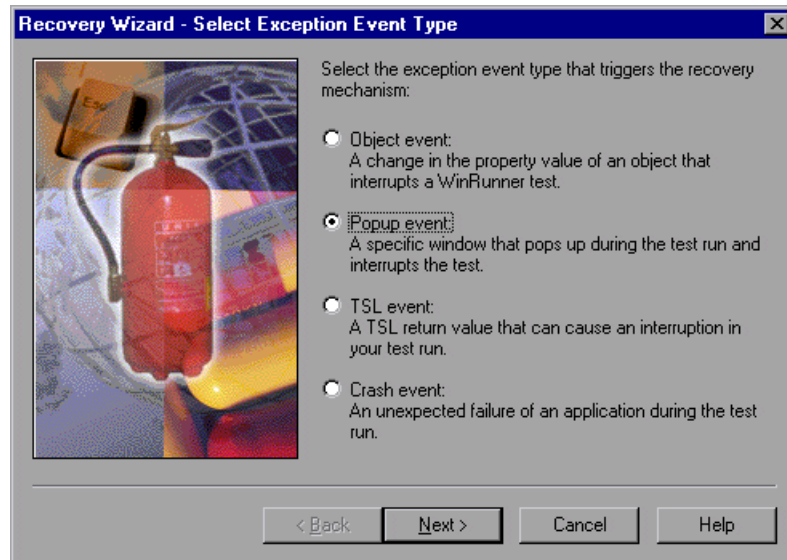 Recovery Wizard - Select Exception Event Type
Select the exception event type that triggers the recovery
mechanism:
Object event:
A change in the property value of an object that
interrupts a WinRunner test.
Popup event:
A specific window that pops up during the test run and
interrupts the test.
TSL event:
A TSL return value that can cause an interruption in
your test run.
Crash event:
An unexpected failure of an application during the test
run.
Esc
< Back
Next >
Cancel
Help